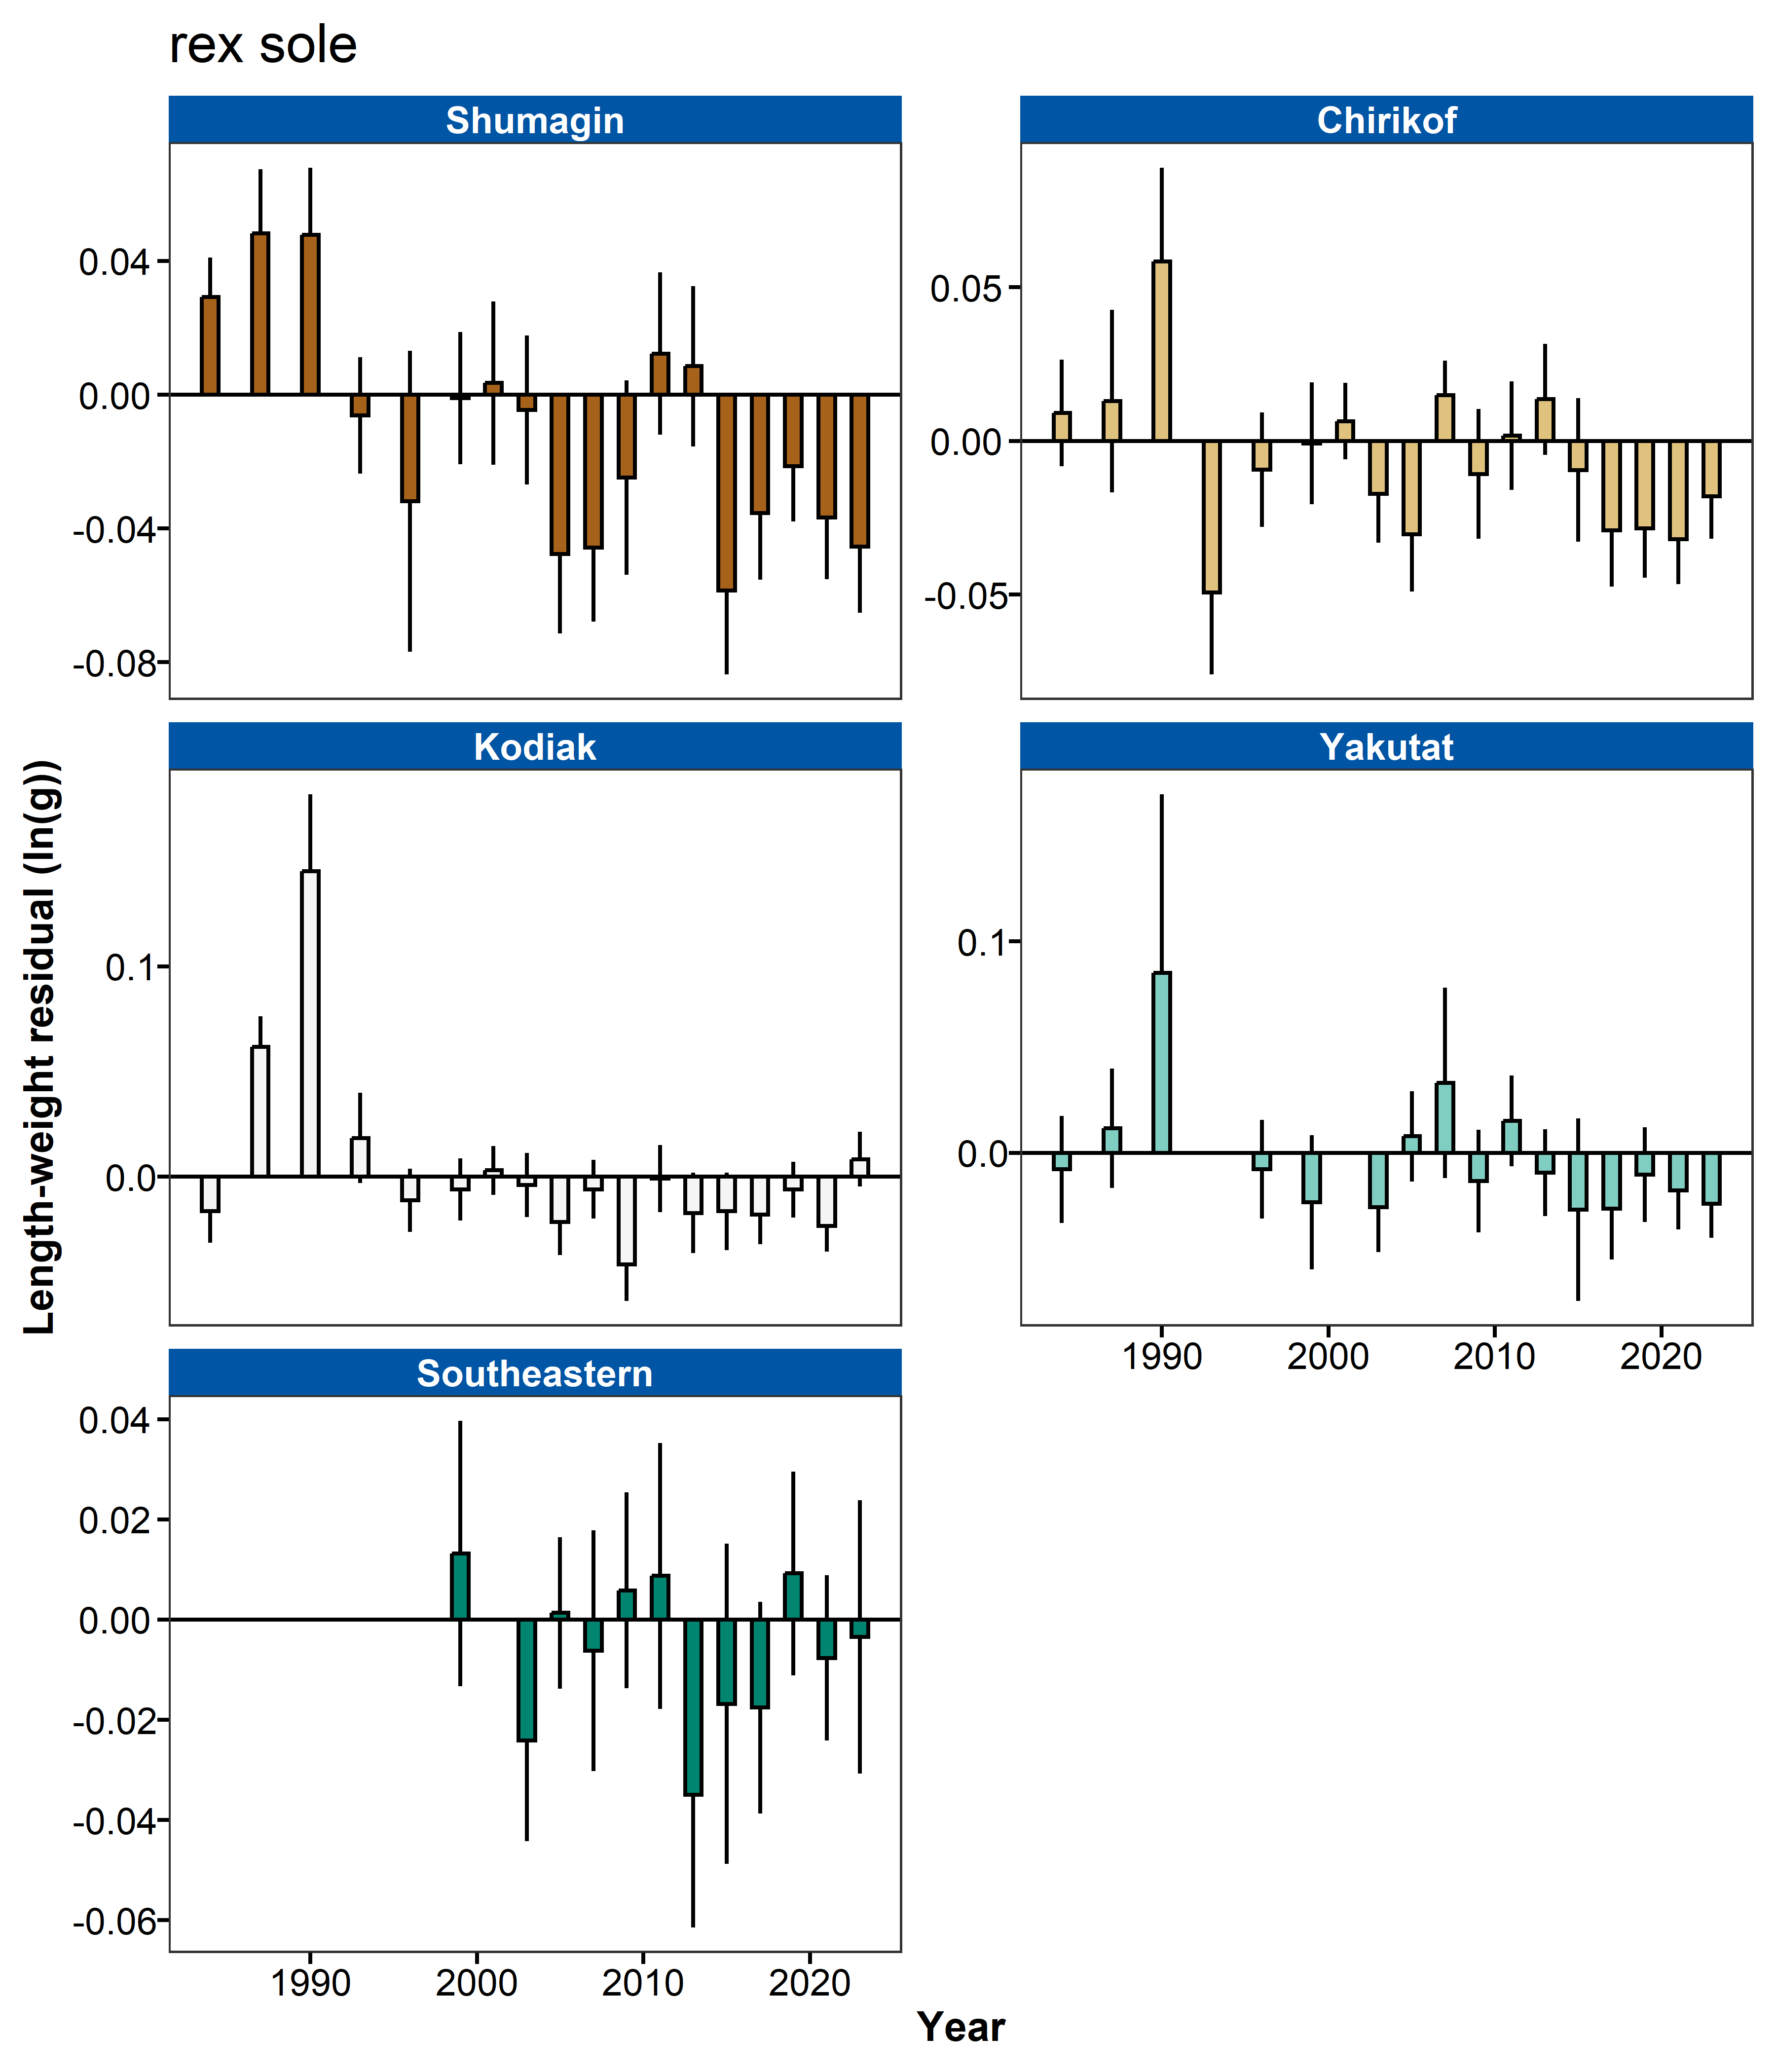 rex sole
Shumagin
Chirikof
0.04
0.00
-0.04
-0.08
0.05
0.00
-0.05
Kodiak
Yakutat
0.1
0.0
0.1
0.0
1990 2000 2010 2020
Southeastern
0.04
0.02
0.00
-0.02
-0.04
-0.06
1990 2000 2010 2020
Length-weight residual (ln(g))
Year